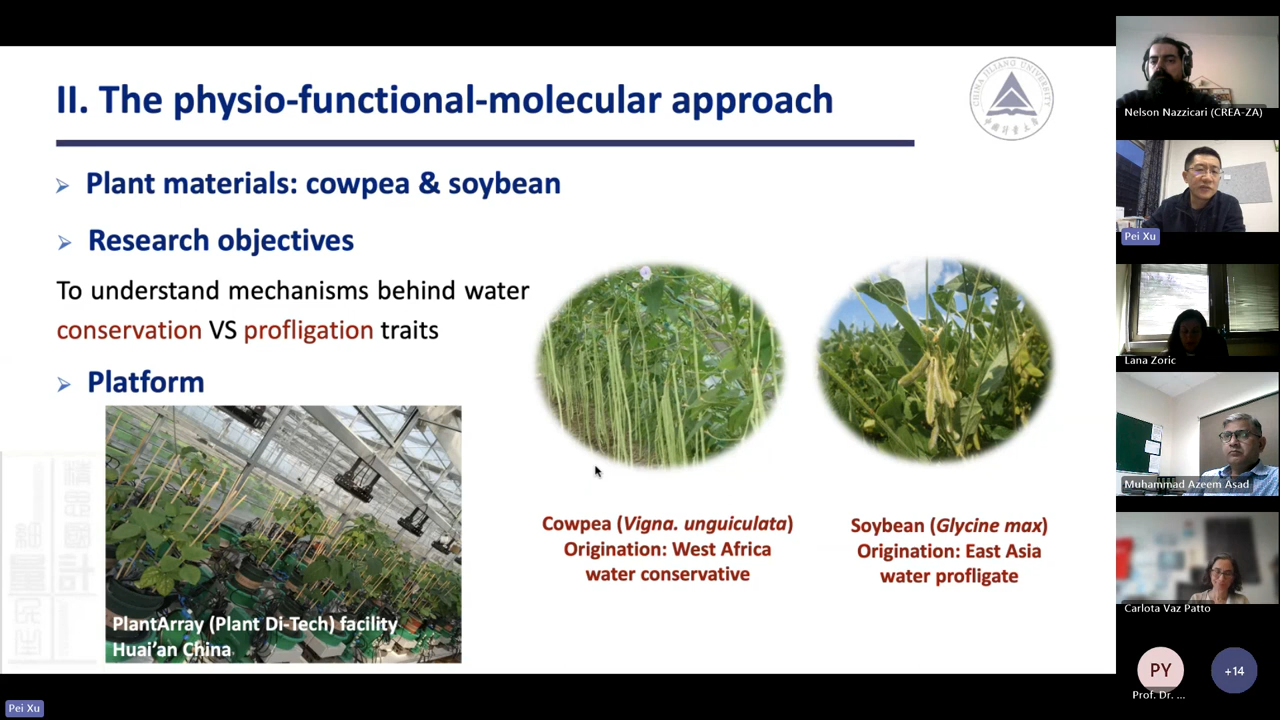 II. The physio-functional-molecular approach
CHINA JILIANG UNIVERSITY
Plant materials: cowpea & soybean
Research objectives
To understand mechanisms behind water
conservation VS profligation traits
Platform
PlantArray (Plant Di-Tech) facility
Huai'an China
Cowpea (Vigna. unguiculata)
Origination: West Africa
water conservative
Soybean (Glycine max)
Origination: East Asia
water profligate
Nelson Nazzicari (CREA-ZA)
Pei Xu
Lana Zoric
Muhammad Azeem Asad
Carlota Vaz Patto
PY
+14
Prof. Dr. ...
Pei Xu